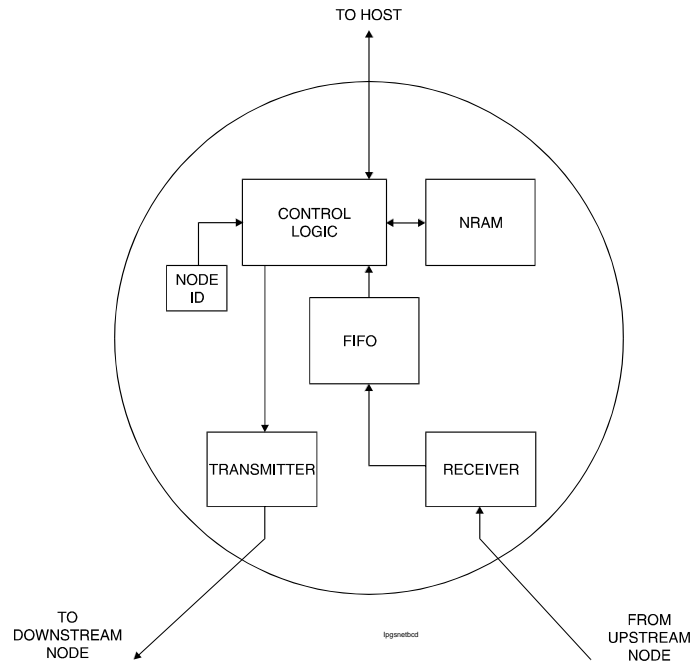 TO HOST
CONTROL
LOGIC
NRAM
NODE
ID
FIFO
TRANSMITTER
RECEIVER
TO
DOWNSTREAM
NODE
lpgsnetbcd
FROM
UPSTREAM
NODE